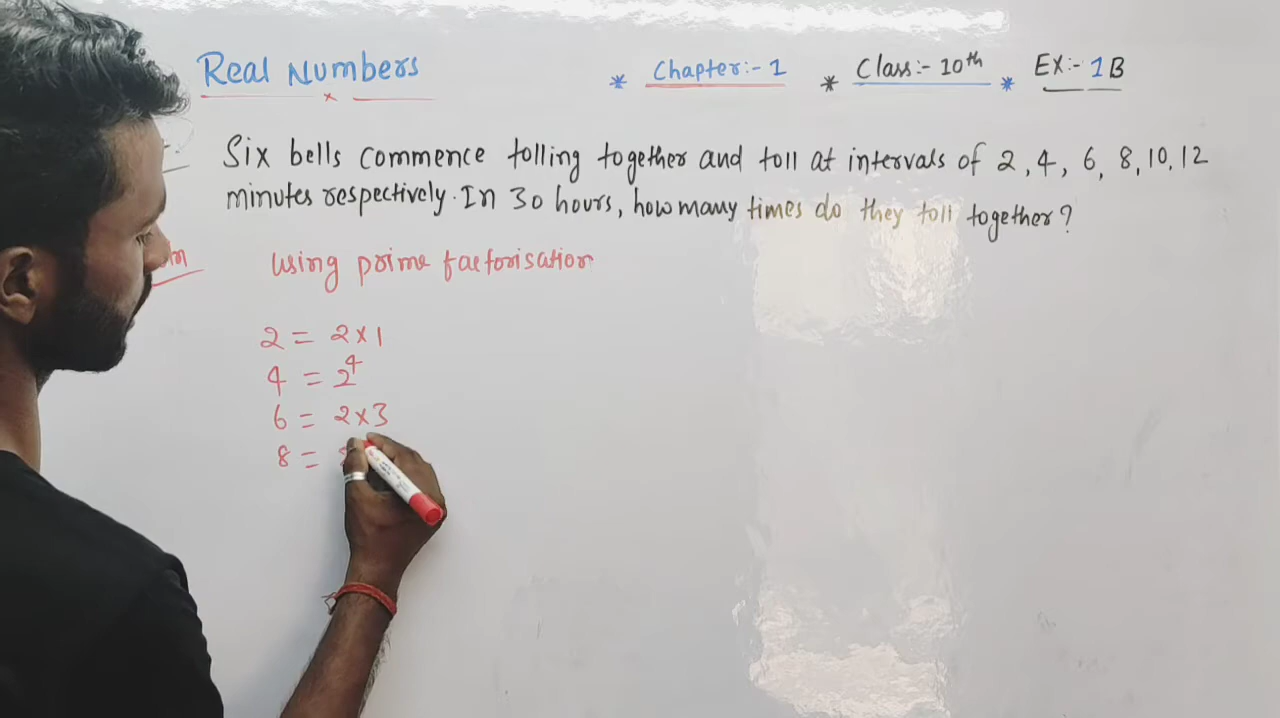 Real Numbers * Chapter:- 1 * Class:- 10th * EX:- 1B
Six bells commence tolling together and toll at intervals of 2, 4, 6, 8, 10, 12
minutes respectively. In 30 hours, how many times do they toll together?
using prime factorisation
2 = 2×1
4 = 2⁴
6 = 2×3
8 =